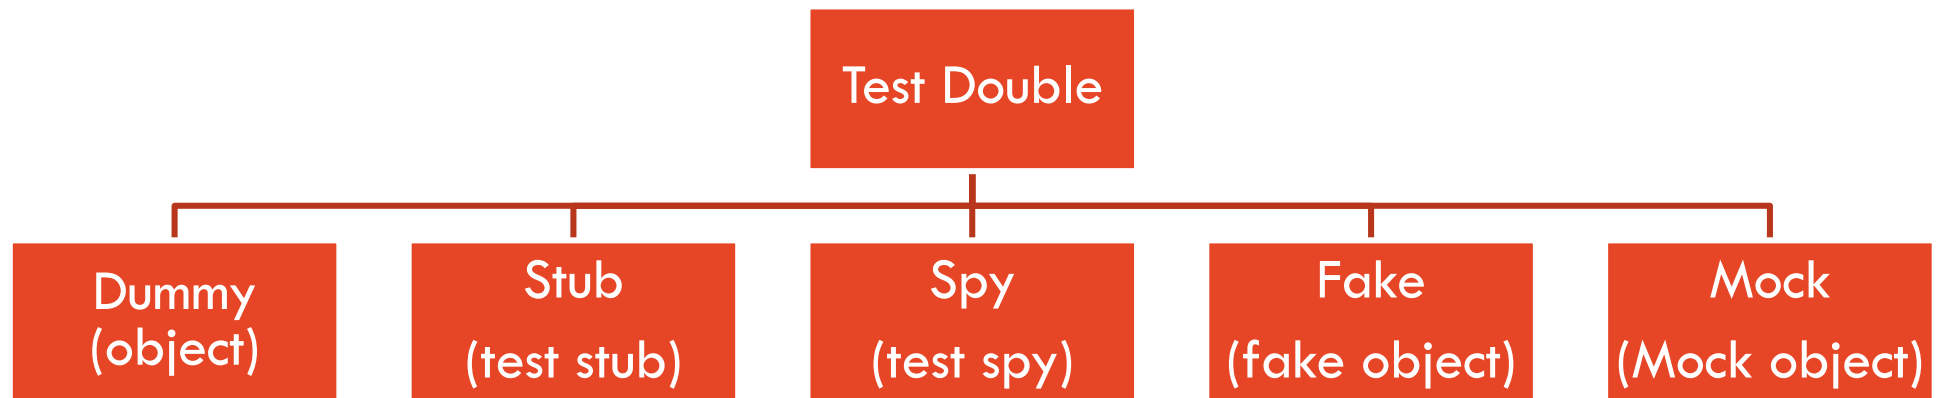 Test Double
Dummy
(object)
Stub
(test stub)
Spy
(test spy)
Fake
(fake object)
Mock
(Mock object)